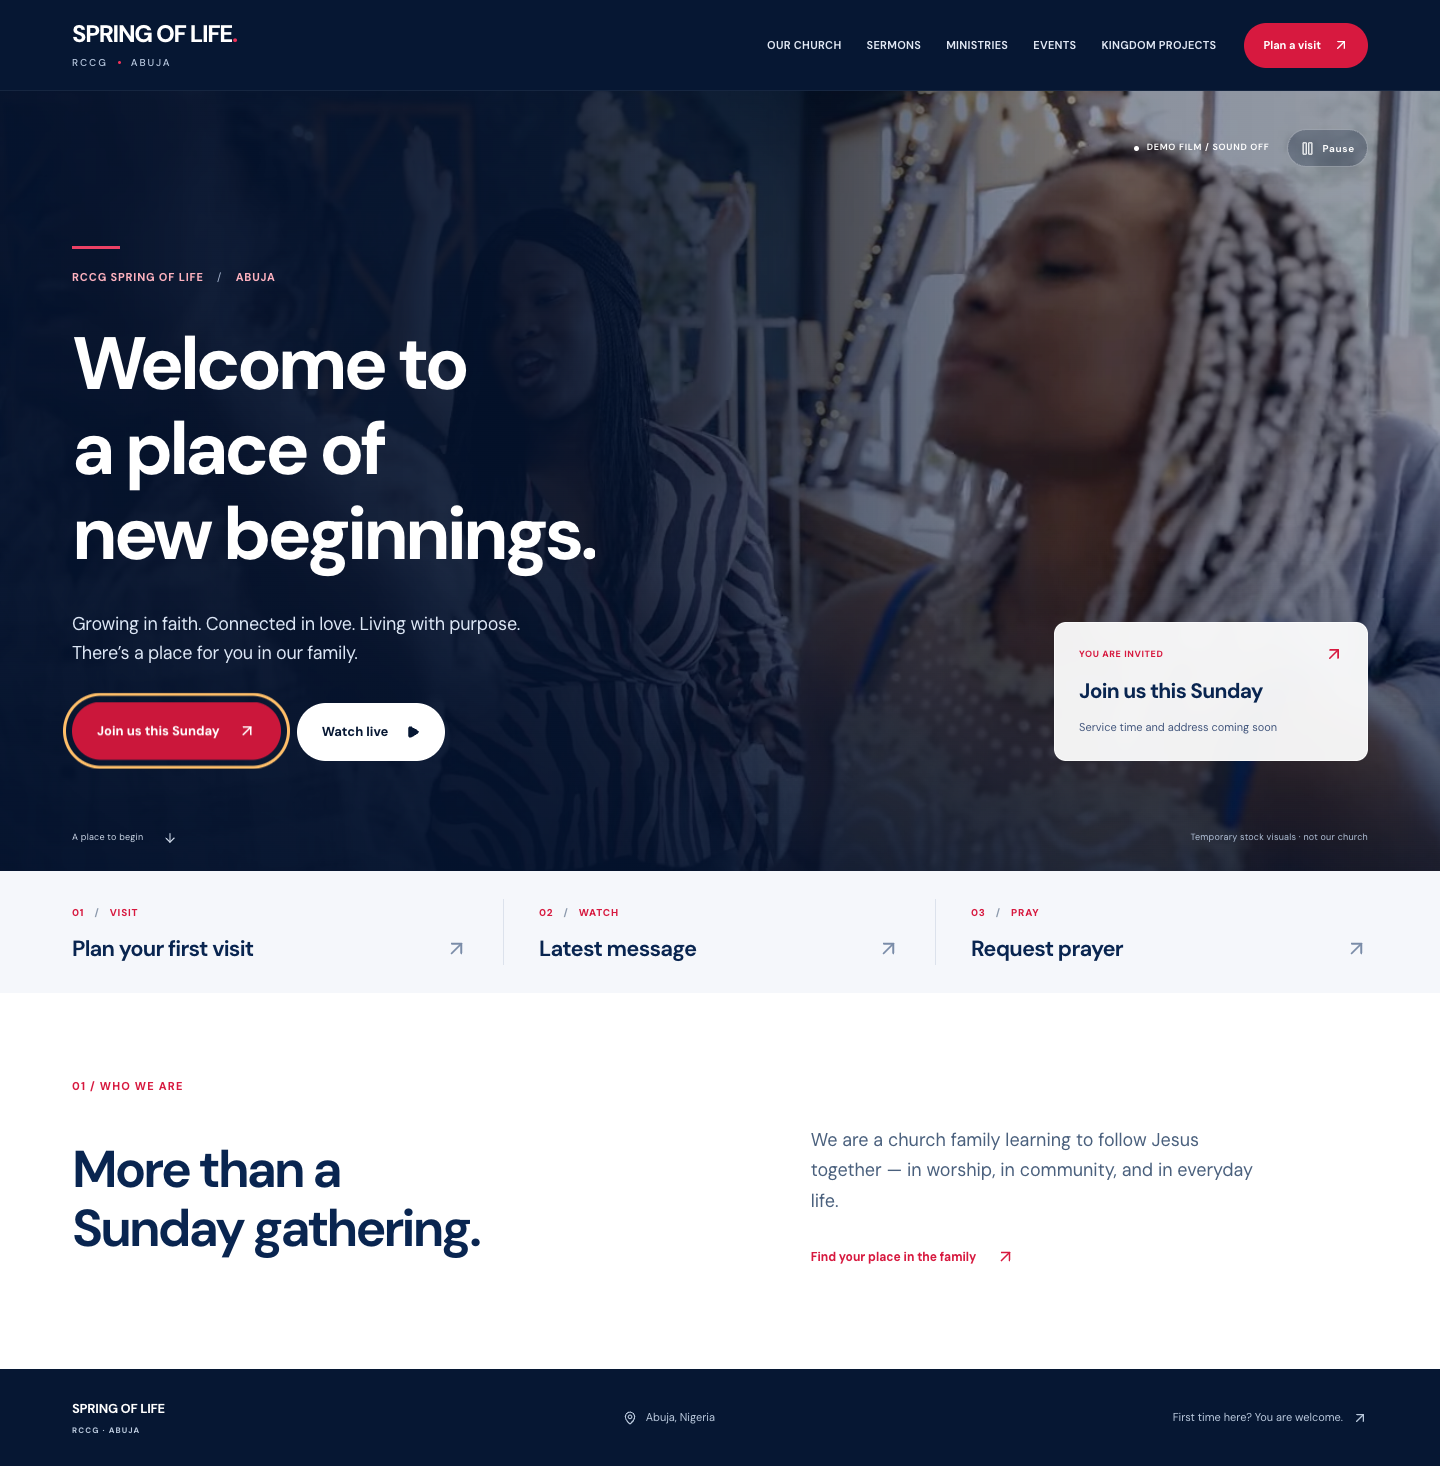 SPRING OF LIFE.
RCCG • ABUJA
OUR CHURCH SERMONS MINISTRIES EVENTS KINGDOM PROJECTS Plan a visit
DEMO FILM / SOUND OFF Pause
RCCG SPRING OF LIFE / ABUJA
Welcome to
a place of
new beginnings.
Growing in faith. Connected in love. Living with purpose.
There’s a place for you in our family.
Join us this Sunday Watch live
YOU ARE INVITED
Join us this Sunday
Service time and address coming soon
A place to begin
Temporary stock visuals · not our church
01 / VISIT
Plan your first visit
02 / WATCH
Latest message
03 / PRAY
Request prayer
01 / WHO WE ARE
More than a
Sunday gathering.
We are a church family learning to follow Jesus
together — in worship, in community, and in everyday
life.
Find your place in the family
SPRING OF LIFE
RCCG · ABUJA
Abuja, Nigeria
First time here? You are welcome.